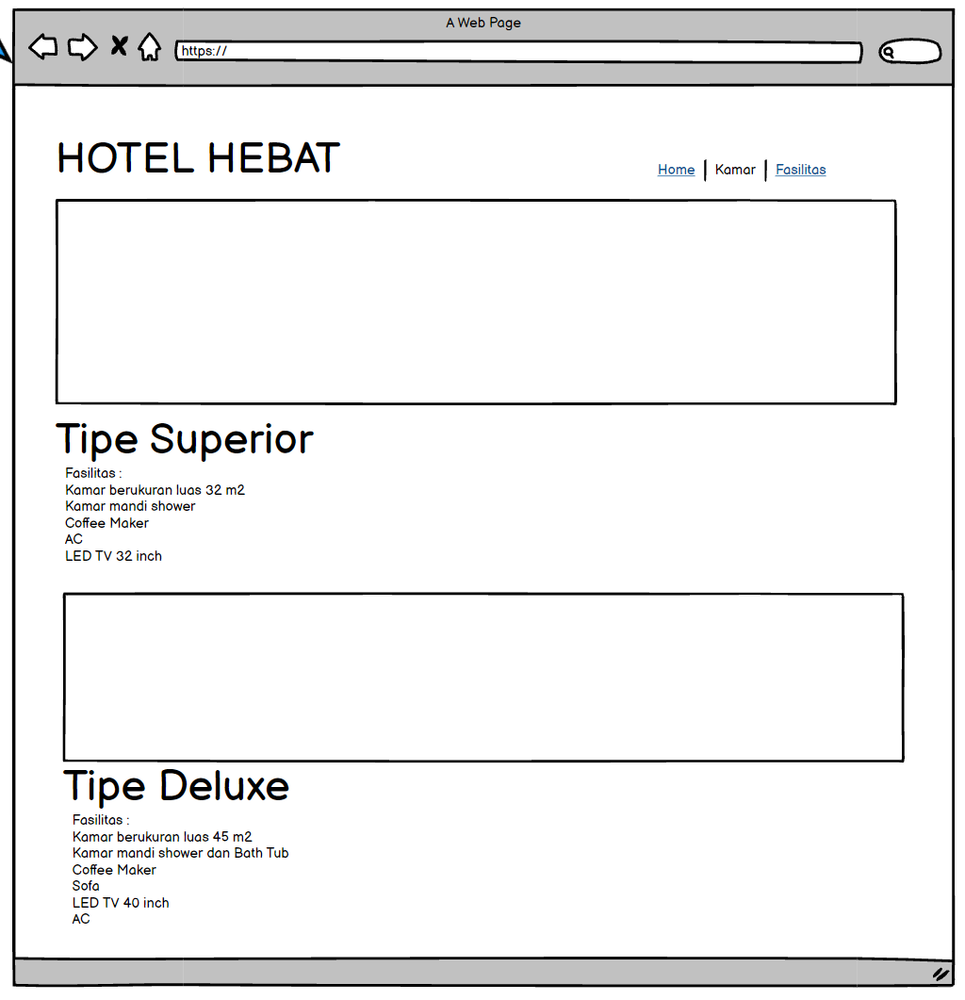 A Web Page
https://
HOTEL HEBAT
Home | Kamar | Fasilitas
Tipe Superior
Fasilitas :
Kamar berukuran luas 32 m2
Kamar mandi shower
Coffee Maker
AC
LED TV 32 inch
Tipe Deluxe
Fasilitas :
Kamar berukuran luas 45 m2
Kamar mandi shower dan Bath Tub
Coffee Maker
Sofa
LED TV 40 inch
AC